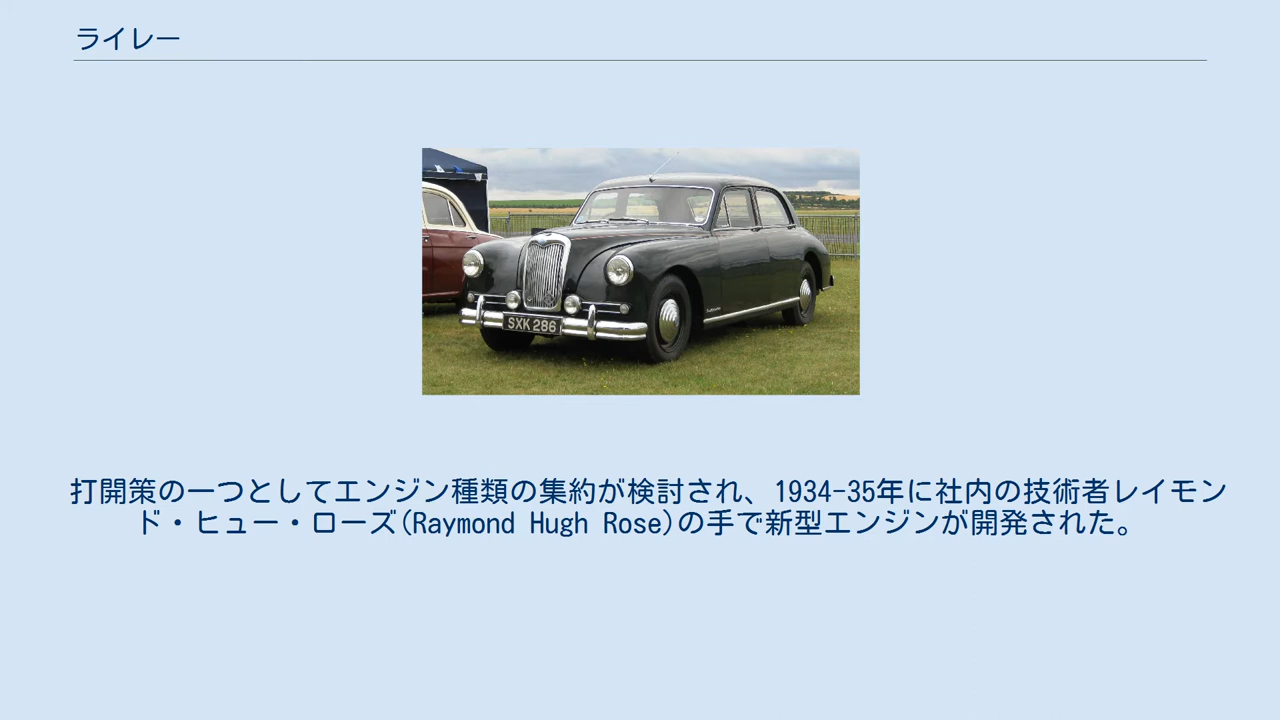 ライレー
SXK 286
打開策の一つとしてエンジン種類の集約が検討され、1934-35年に社内の技術者レイモン
ド・ヒュー・ローズ(Raymond Hugh Rose)の手で新型エンジンが開発された。